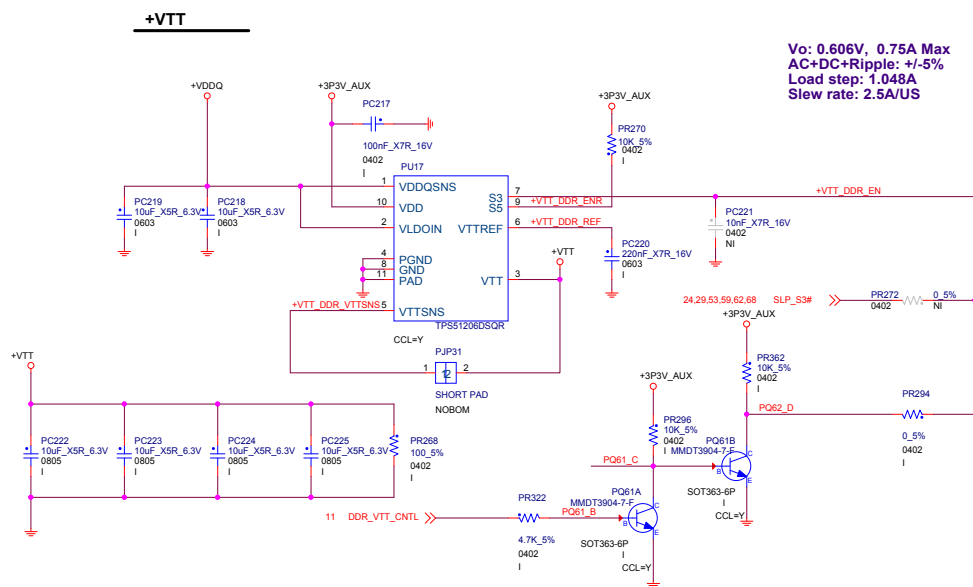 +VTT
Vo: 0.606V, 0.75A Max
AC+DC+Ripple: +/-5%
Load step: 1.048A
Slew rate: 2.5A/US
+VDDQ
+3P3V_AUX
PC217
100nF_X7R_16V
0402
I
+3P3V_AUX
PR270
10K_5%
0402
I
PU17
1
VDDQSNS
10
VDD
2
VLDOIN
4
PGND
8
GND
11
PAD
5
VTTSNS
S3
7
S5
9
VTTREF
6
VTT
3
TPS51206DSQR
CCL=Y
PC219
10uF_X5R_6.3V
0603
I
PC218
10uF_X5R_6.3V
0603
I
+VTT_DDR_ENR
+VTT_DDR_REF
+VTT_DDR_EN
PC221
10nF_X7R_16V
0402
NI
PC220
220nF_X7R_16V
0603
I
+VTT
+VTT_DDR_VTTSNS
PJP31
1
1
2
2
SHORT PAD
NOBOM
24,29,53,59,62,68
SLP_S3#
PR272
0402
0_5%
NI
+3P3V_AUX
PR362
10K_5%
0402
I
PQ62_D
PR294
0_5%
0402
I
+VTT
PC222
10uF_X5R_6.3V
0805
I
PC223
10uF_X5R_6.3V
0805
I
PC224
10uF_X5R_6.3V
0805
I
PC225
10uF_X5R_6.3V
0805
I
PR268
100_5%
0402
I
+3P3V_AUX
PR296
10K_5%
0402
I
PQ61_C
PQ61B
MMDT3904-7-F
B
C
E
SOT363-6P
I
CCL=Y
11
DDR_VTT_CNTL
PR322
4.7K_5%
0402
I
PQ61_B
PQ61A
MMDT3904-7-F
B
C
E
SOT363-6P
I
CCL=Y